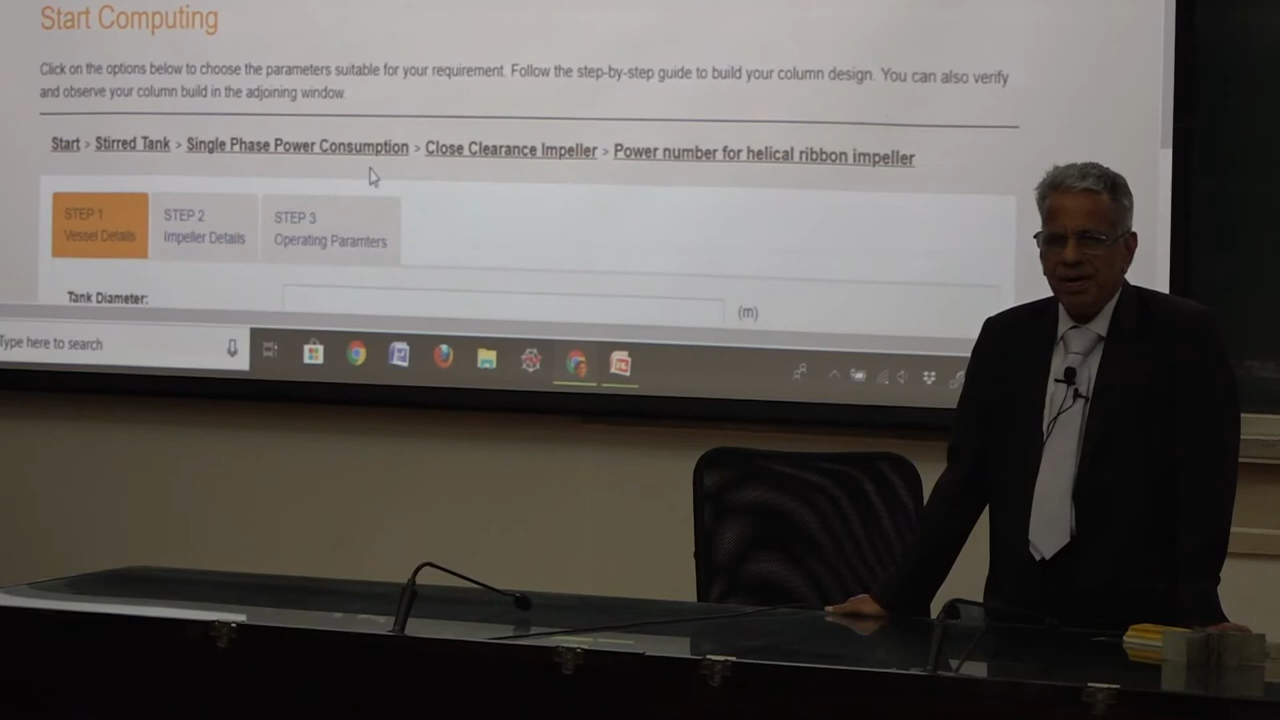 Start Computing
Click on the options below to choose the parameters suitable for your requirement. Follow the step-by-step guide to build your column design. You can also verify
and observe your column build in the adjoining window.
Start > Stirred Tank > Single Phase Power Consumption > Close Clearance Impeller > Power number for helical ribbon impeller
STEP 1 STEP 2 STEP 3
Vessel Details Impeller Details Operating Paramters
Tank Diameter: (m)
Type here to search